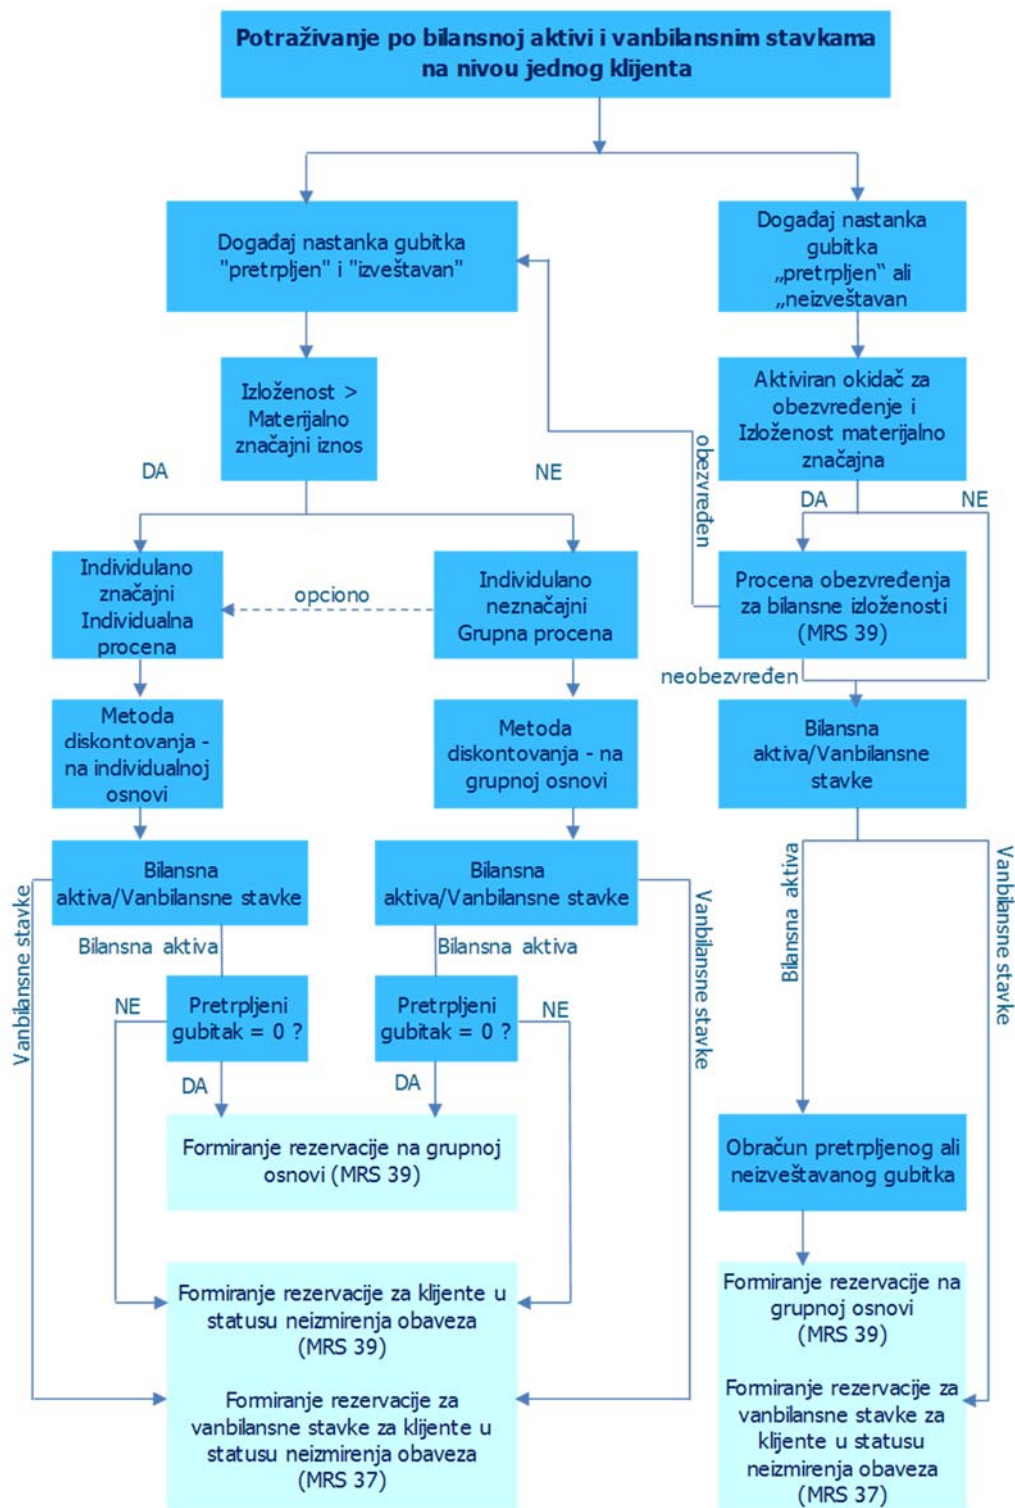 Potraživanje po bilansnoj aktivi i vanbilansnim stavkama
na nivou jednog klijenta
Događaj nastanka gubitka
"pretrpljen" i "izveštavan"
Događaj nastanka
gubitka
„pretrpljen“ ali
„neizveštavan
Izloženost >
Materijalno
značajni iznos
Aktiviran okidač za
obezvređenje i
Izloženost materijalno
značajna
DA
NE
obezvređen
DA
NE
Individulano
značajni
Individualna
procena
opciono
Individulano
neznačajni
Grupna procena
Procena obezvređenja
za bilansne izloženosti
(MRS 39)
neobezvređen
Metoda
diskontovanja -
na individualnoj
osnovi
Metoda
diskontovanja - na
grupnoj osnovi
Bilansna
aktiva/Vanbilansne
stavke
Bilansna
aktiva/Vanbilansne stavke
Bilansna
aktiva/Vanbilansne stavke
Vanbilansne stavke
Bilansna aktiva
Bilansna aktiva
Vanbilansne stavke
Bilansna aktiva
Vanbilansne stavke
NE
Pretrpljeni
gubitak = 0 ?
Pretrpljeni
gubitak = 0 ?
NE
DA
DA
Formiranje rezervacije na grupnoj
osnovi (MRS 39)
Obračun pretrpljenog ali
neizveštavanog gubitka
Formiranje rezervacije za klijente u
statusu neizmirenja obaveza
(MRS 39)
Formiranje rezervacije za
vanbilansne stavke za klijente u
statusu neizmirenja obaveza
(MRS 37)
Formiranje rezervacije na
grupnoj osnovi
(MRS 39)
Formiranje rezervacije za
vanbilansne stavke za
klijente u statusu
neizmirenja obaveza
(MRS 37)